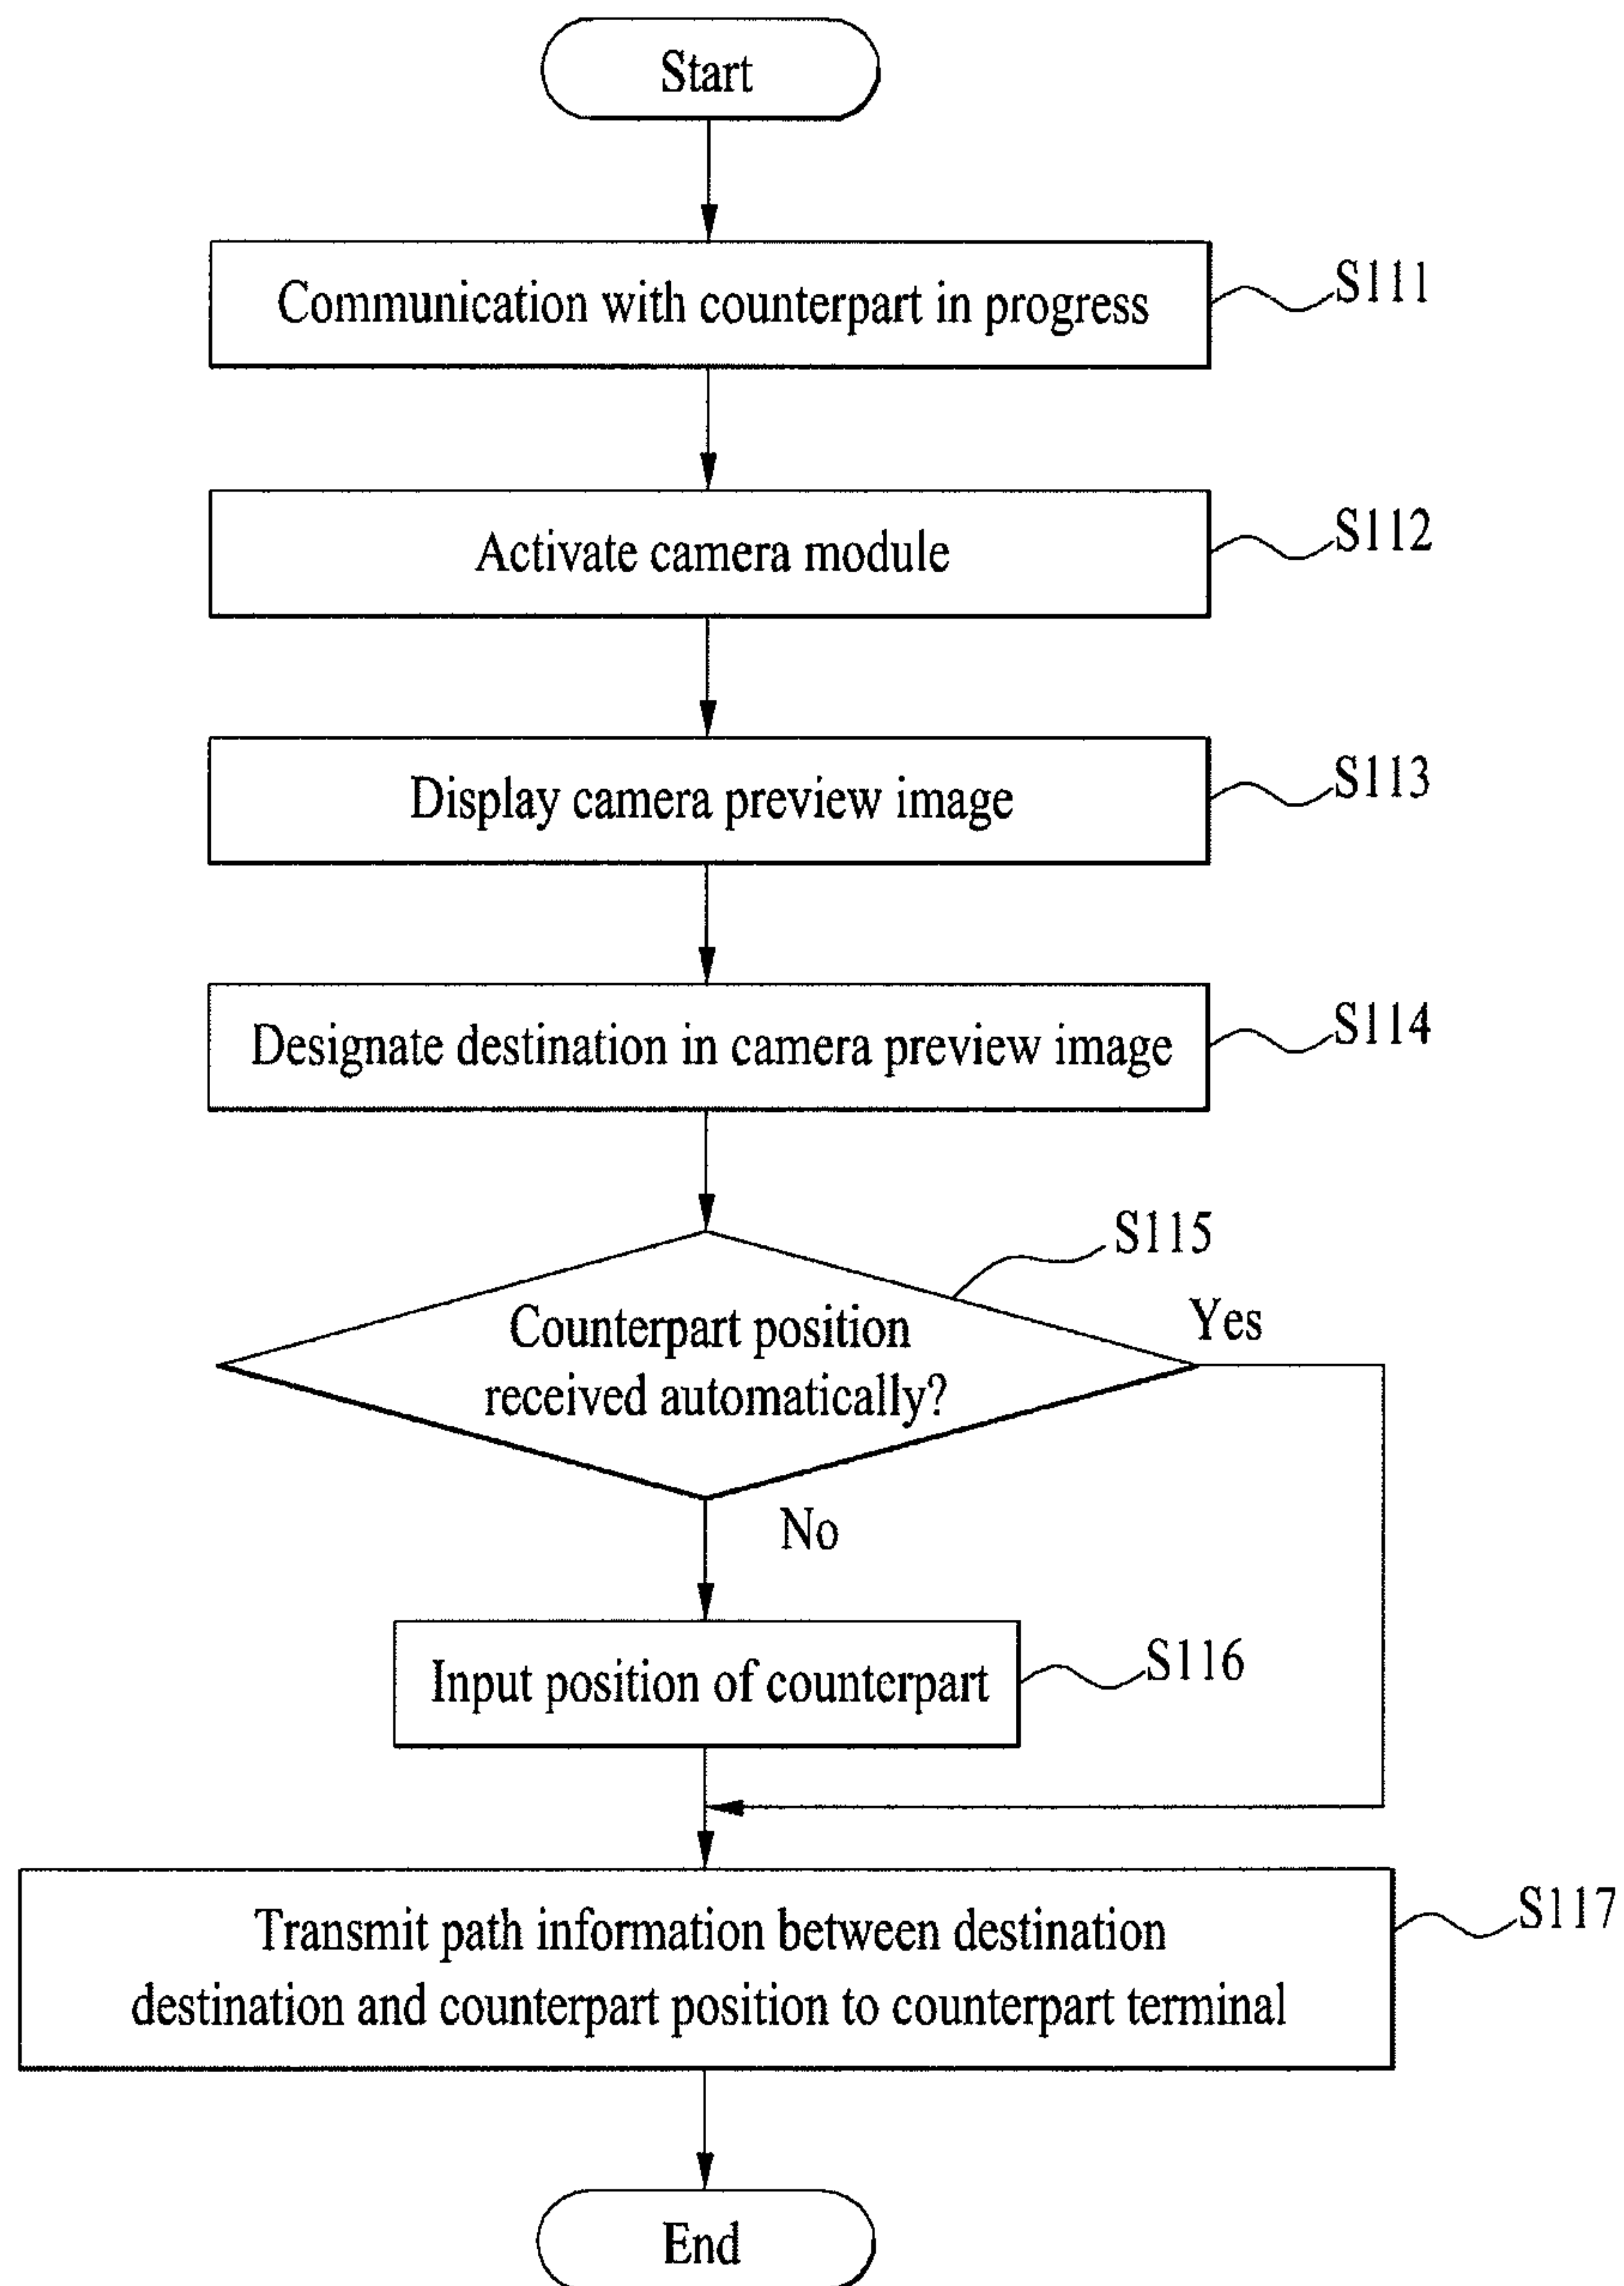 Start
Communication with counterpart in progress
S111
Activate camera module
S112
Display camera preview image
S113
Designate destination in camera preview image
S114
S115
Counterpart position
received automatically?
Yes
No
Input position of counterpart
S116
Transmit path information between destination
destination and counterpart position to counterpart terminal
S117
End